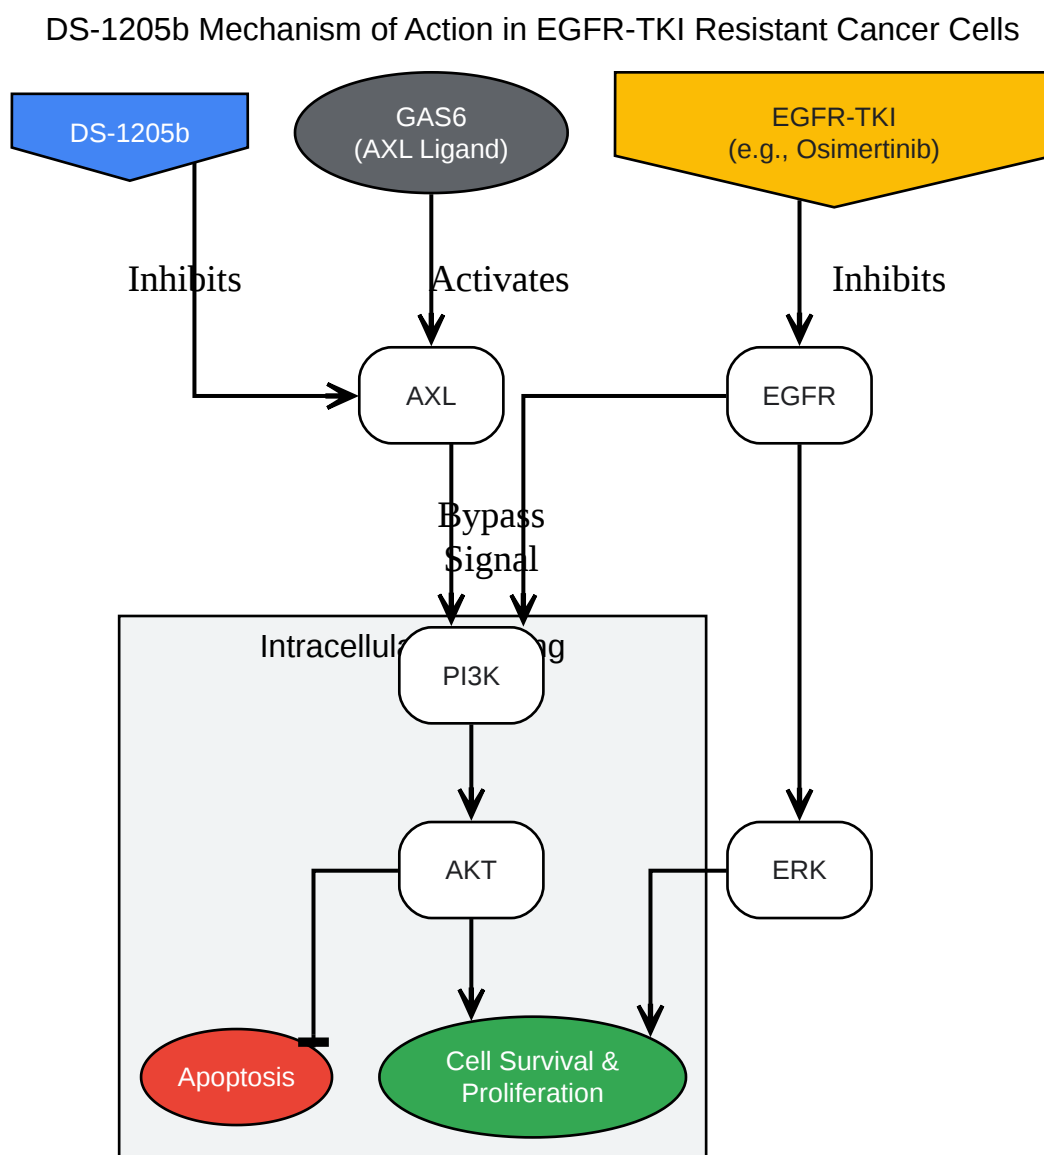 DS-1205b Mechanism of Action in EGFR-TKI Resistant Cancer Cells
DS-1205b
GAS6
(AXL Ligand)
EGFR-TKI
(e.g., Osimertinib)
Inhibits
Activates
Inhibits
AXL
EGFR
Bypass
Signal
PI3K
AKT
ERK
Apoptosis
Cell Survival &
Proliferation